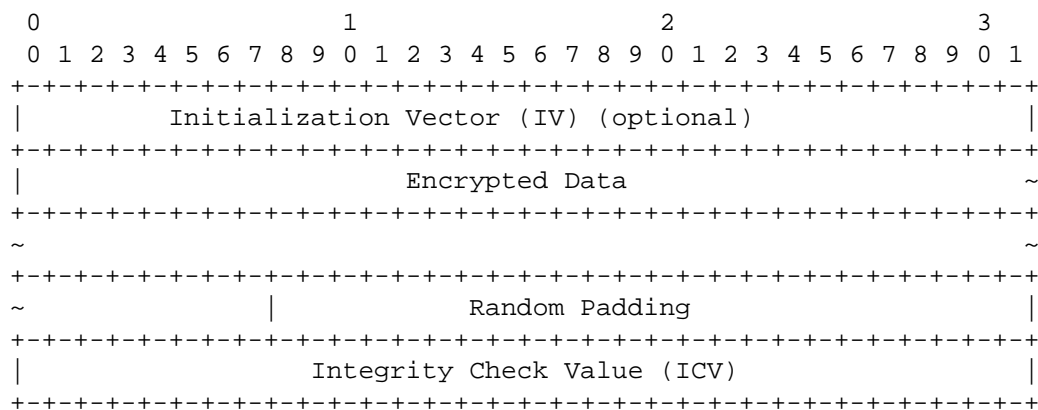 0                   1                   2                   3
 0 1 2 3 4 5 6 7 8 9 0 1 2 3 4 5 6 7 8 9 0 1 2 3 4 5 6 7 8 9 0 1
+-+-+-+-+-+-+-+-+-+-+-+-+-+-+-+-+-+-+-+-+-+-+-+-+-+-+-+-+-+-+-+-+
|         Initialization Vector (IV) (optional)                 |
+-+-+-+-+-+-+-+-+-+-+-+-+-+-+-+-+-+-+-+-+-+-+-+-+-+-+-+-+-+-+-+-+
|                        Encrypted Data                         ~
+-+-+-+-+-+-+-+-+-+-+-+-+-+-+-+-+-+-+-+-+-+-+-+-+-+-+-+-+-+-+-+-+
~                                                               ~
+-+-+-+-+-+-+-+-+-+-+-+-+-+-+-+-+-+-+-+-+-+-+-+-+-+-+-+-+-+-+-+-+
~               |            Random Padding                     |
+-+-+-+-+-+-+-+-+-+-+-+-+-+-+-+-+-+-+-+-+-+-+-+-+-+-+-+-+-+-+-+-+
|                  Integrity Check Value (ICV)                  |
+-+-+-+-+-+-+-+-+-+-+-+-+-+-+-+-+-+-+-+-+-+-+-+-+-+-+-+-+-+-+-+-+